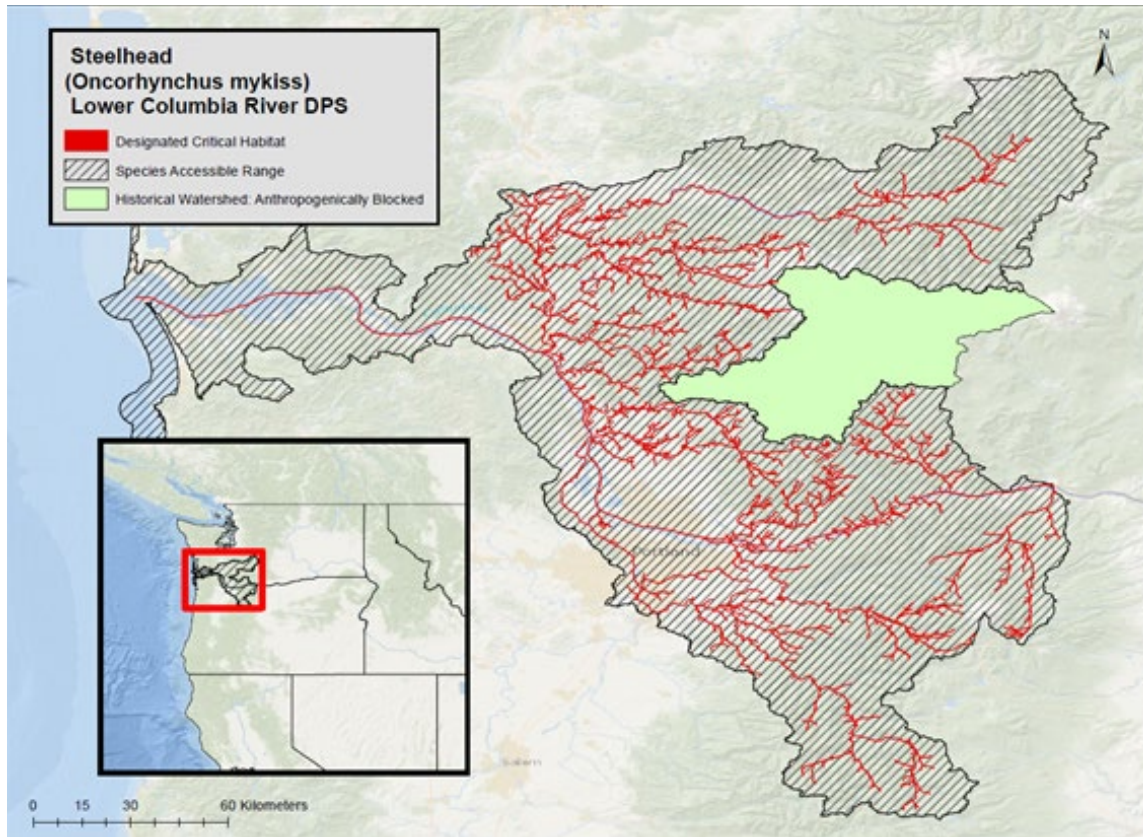 Steelhead
(Oncorhynchus mykiss)
Lower Columbia River DPS
Designated Critical Habitat
Species Accessible Range
Historical Watershed: Anthropogenically Blocked
N
Portland
Salem
0 15 30 60 Kilometers